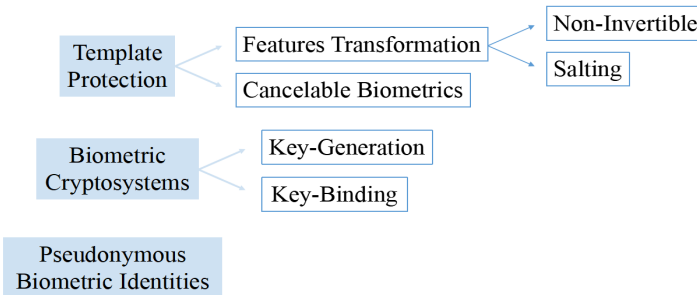 Template
Protection
Features Transformation
Cancelable Biometrics
Non-Invertible
Salting
Biometric
Cryptosystems
Key-Generation
Key-Binding
Pseudonymous
Biometric Identities